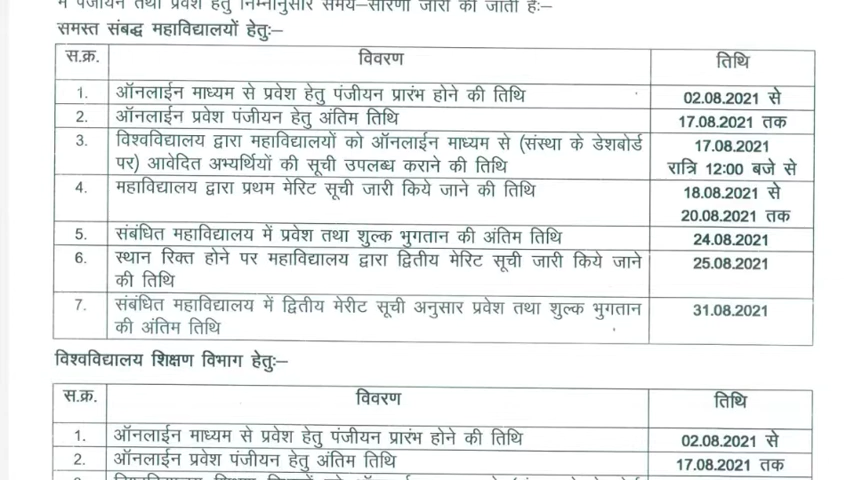 में पंजीयन तथा प्रवेश हेतु निम्नानुसार समय–सारणी जारी की जाती हैः–
समस्त संबद्ध महाविद्यालयों हेतुः–
स.क्र. विवरण तिथि
1. ऑनलाईन माध्यम से प्रवेश हेतु पंजीयन प्रारंभ होने की तिथि 02.08.2021 से
2. ऑनलाईन प्रवेश पंजीयन हेतु अंतिम तिथि 17.08.2021 तक
3. विश्वविद्यालय द्वारा महाविद्यालयों को ऑनलाईन माध्यम से (संस्था के डेशबोर्ड 17.08.2021
पर) आवेदित अभ्यर्थियों की सूची उपलब्ध कराने की तिथि रात्रि 12:00 बजे से
4. महाविद्यालय द्वारा प्रथम मेरिट सूची जारी किये जाने की तिथि 18.08.2021 से
20.08.2021 तक
5. संबंधित महाविद्यालय में प्रवेश तथा शुल्क भुगतान की अंतिम तिथि 24.08.2021
6. स्थान रिक्त होने पर महाविद्यालय द्वारा द्वितीय मेरिट सूची जारी किये जाने 25.08.2021
की तिथि
7. संबंधित महाविद्यालय में द्वितीय मेरीट सूची अनुसार प्रवेश तथा शुल्क भुगतान 31.08.2021
की अंतिम तिथि
विश्वविद्यालय शिक्षण विभाग हेतुः–
स.क्र. विवरण तिथि
1. ऑनलाईन माध्यम से प्रवेश हेतु पंजीयन प्रारंभ होने की तिथि 02.08.2021 से
2. ऑनलाईन प्रवेश पंजीयन हेतु अंतिम तिथि 17.08.2021 तक